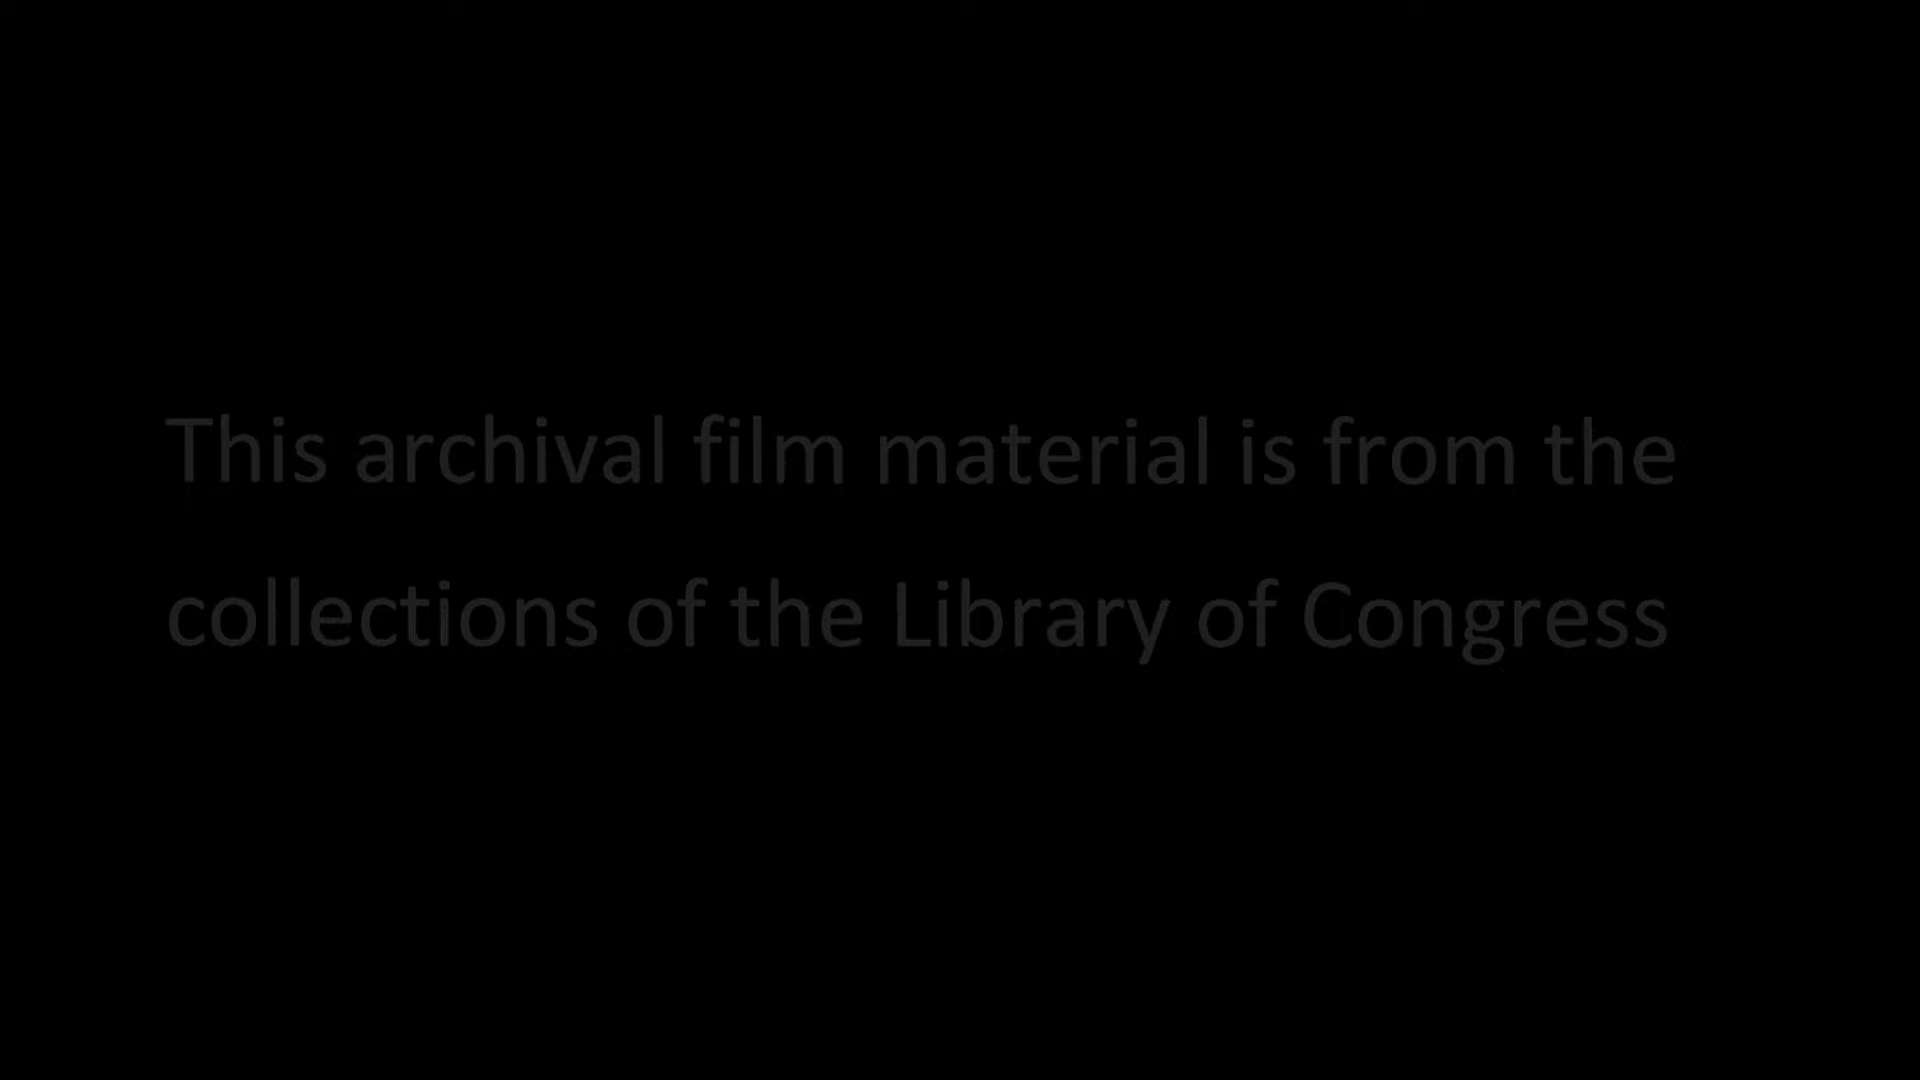 This archival film material is from the
collections of the Library of Congress